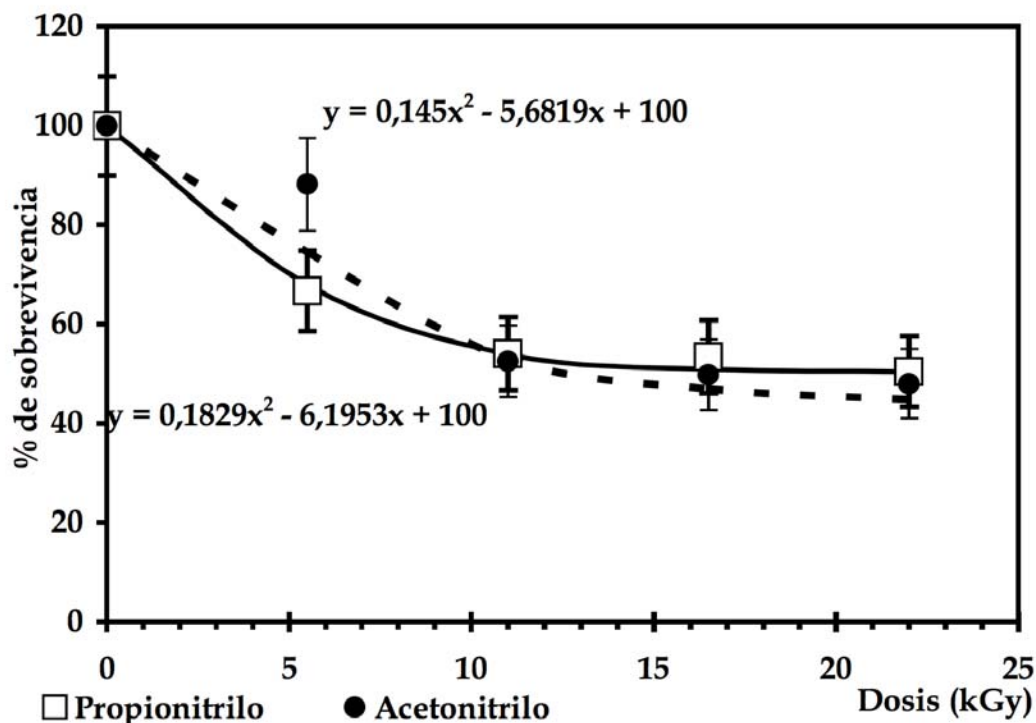 120
100
80
60
40
20
0
% de sobrevivencia
y = 0,145x² - 5,6819x + 100
y = 0,1829x² - 6,1953x + 100
0 5 10 15 20 25
Dosis (kGy)
Propionitrilo Acetonitrilo